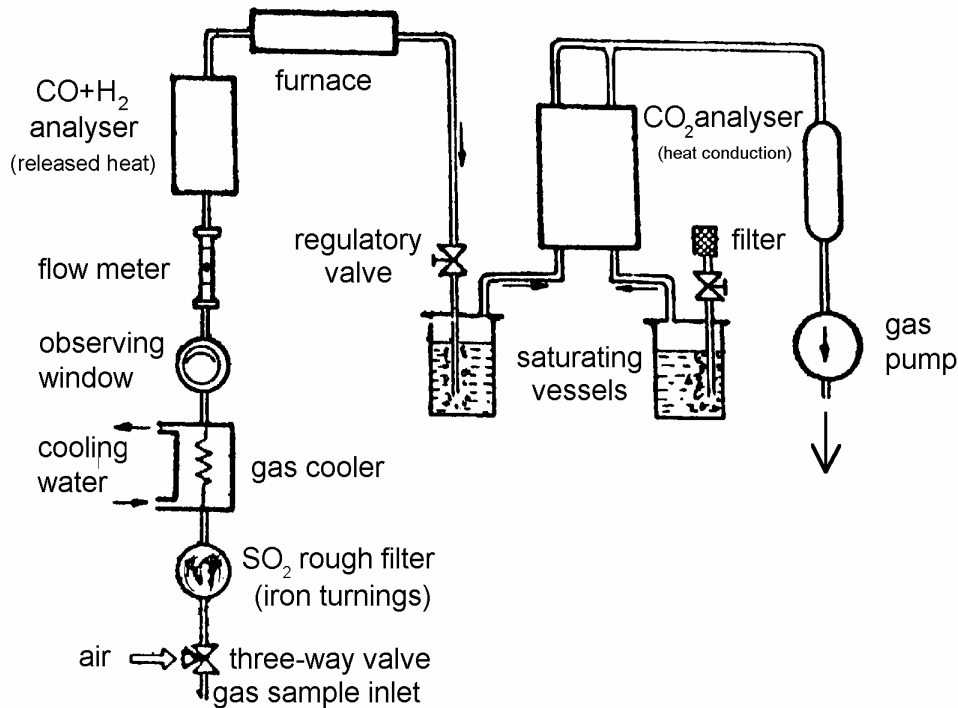 furnace
CO+H₂
analyser
(released heat)
CO₂analyser
(heat conduction)
regulatory
valve
filter
flow meter
observing
window
saturating
vessels
gas
pump
cooling
water
gas cooler
SO₂ rough filter
(iron turnings)
air
three-way valve
gas sample inlet